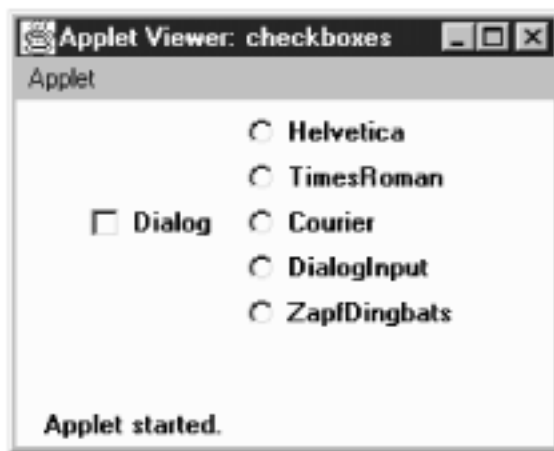 Applet Viewer: checkboxes
Applet
Helvetica
TimesRoman
Dialog
Courier
DialogInput
ZapfDingbats
Applet started.